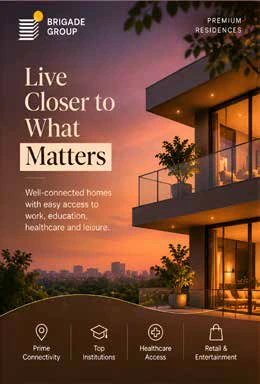 BRIGADE
GROUP
PREMIUM
RESIDENCES
Live
Closer to
What
Matters
Well-connected homes
with easy access to
work, education,
healthcare and leisure.
Prime
Connectivity
Top
Institutions
Healthcare
Access
Retail &
Entertainment